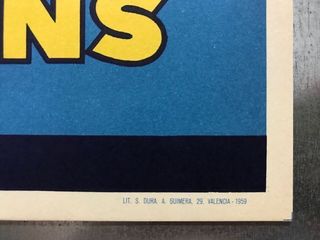 NS
LIT. S. DURA. A. GUIMERA, 29. VALENCIA - 1959